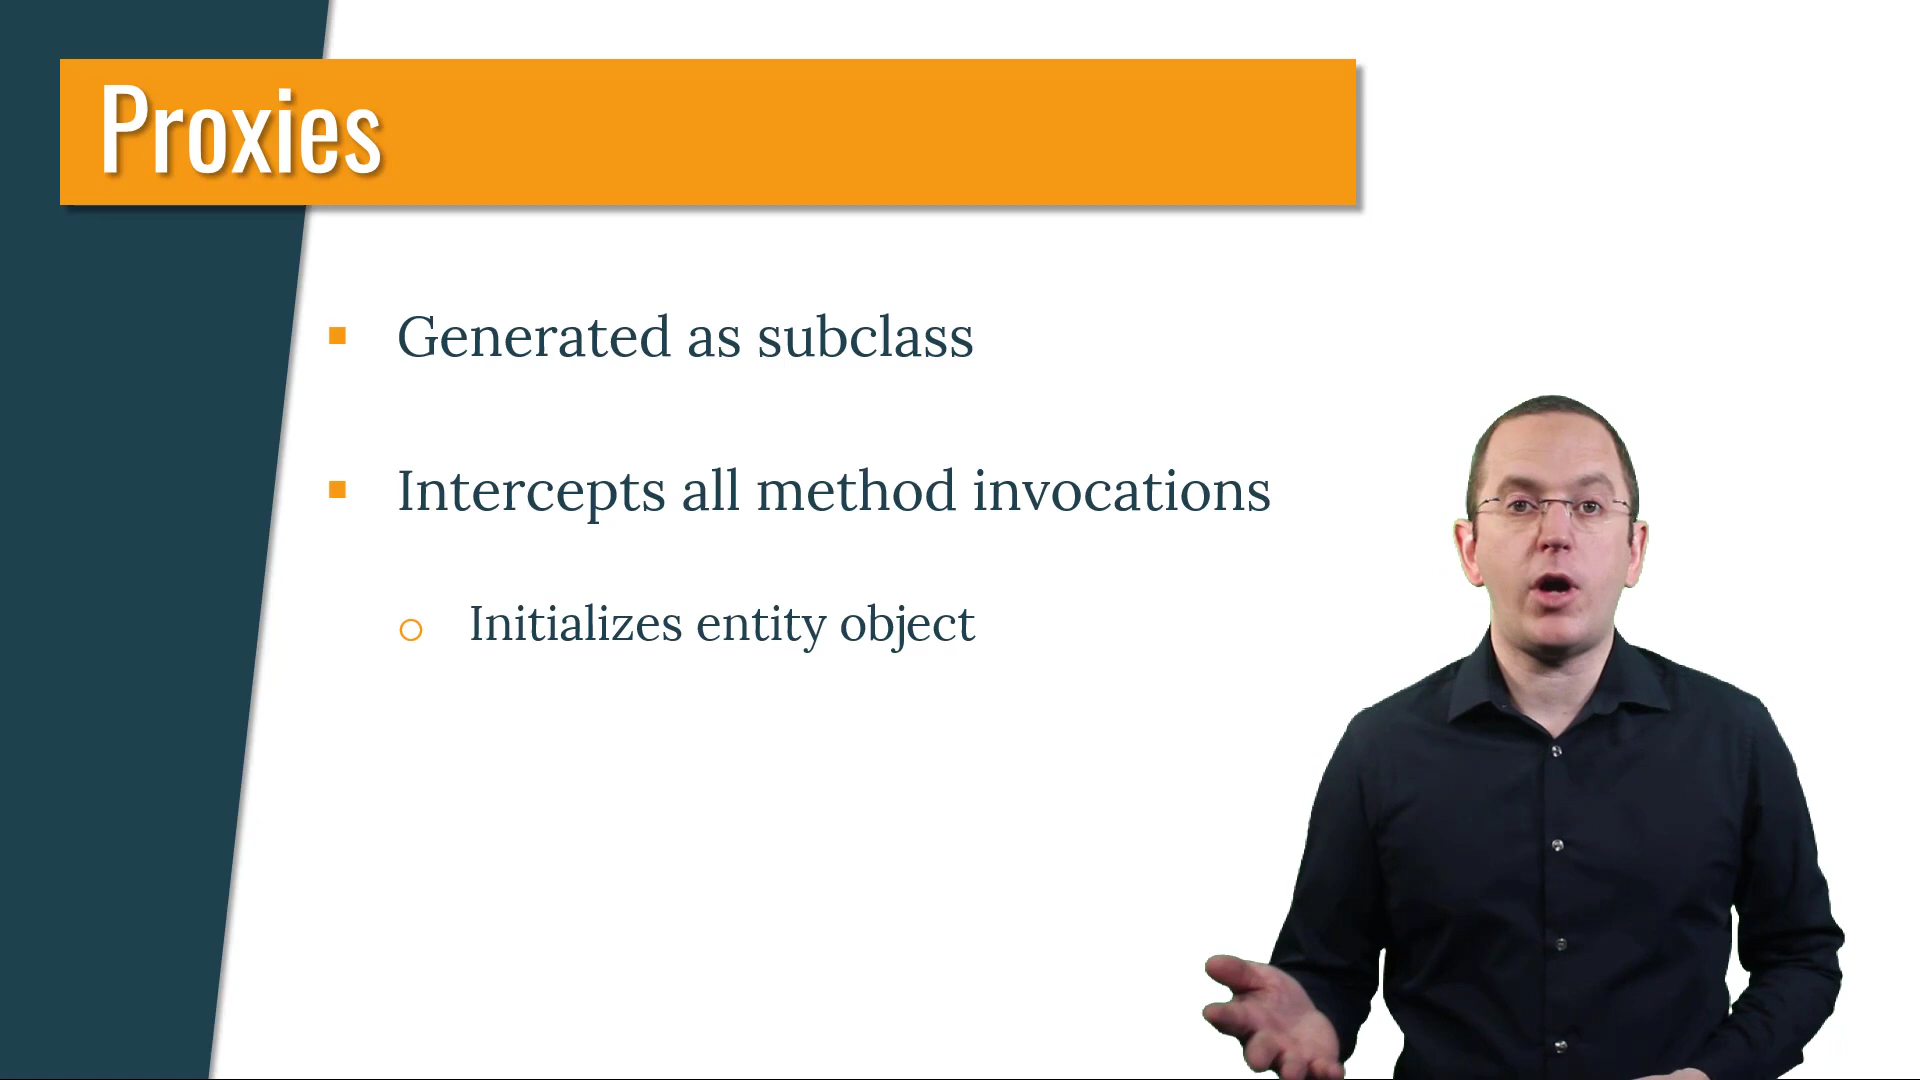 Proxies
Generated as subclass
Intercepts all method invocations
Initializes entity object